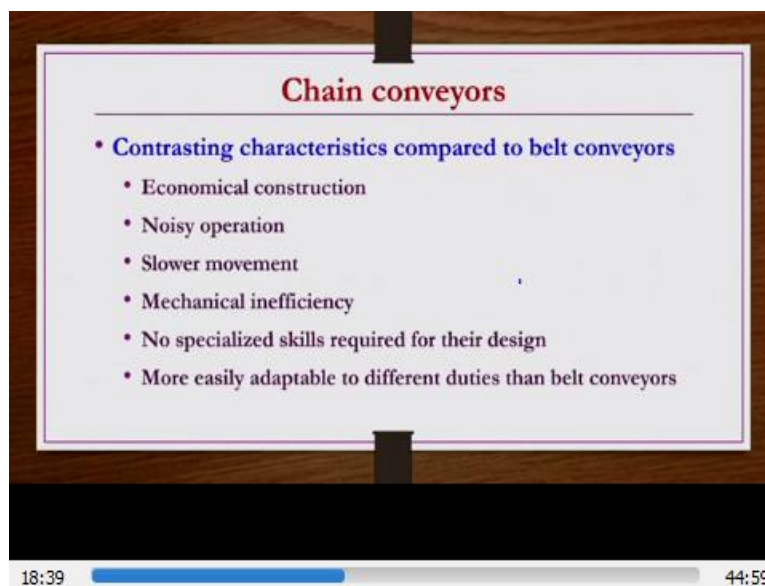 Chain conveyors
• Contrasting characteristics compared to belt conveyors
• Economical construction
• Noisy operation
• Slower movement
• Mechanical inefficiency
• No specialized skills required for their design
• More easily adaptable to different duties than belt conveyors
18:39 44:59